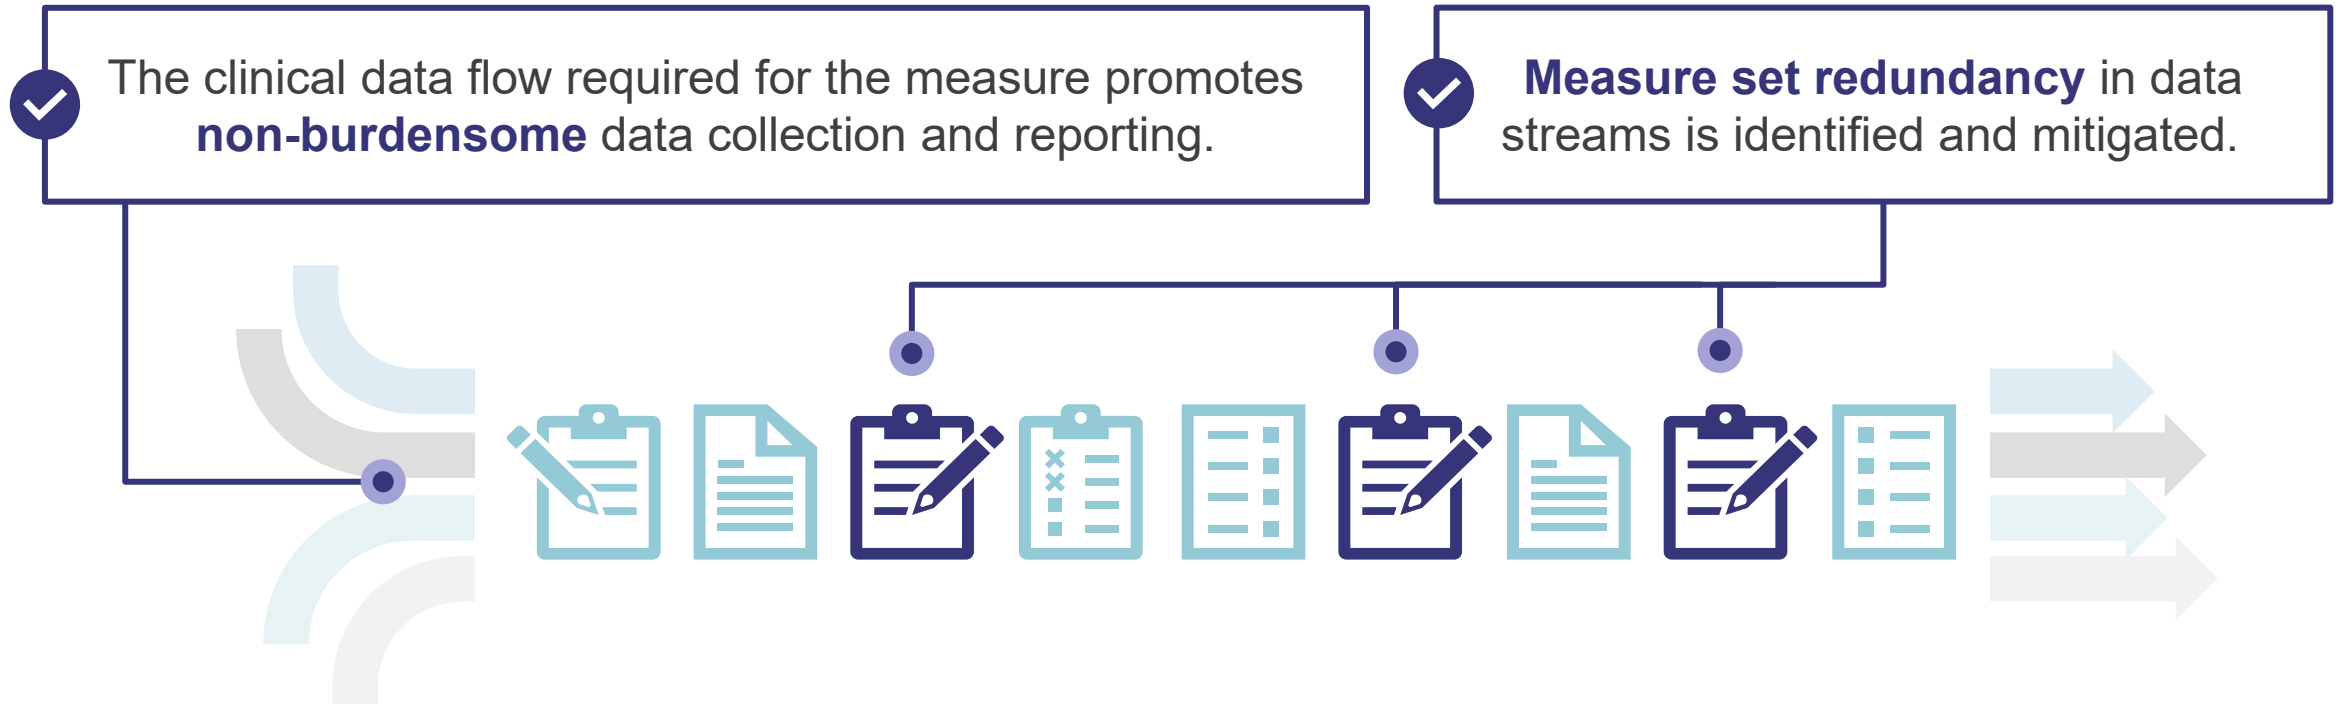 The clinical data flow required for the measure promotes
non-burdensome data collection and reporting.
Measure set redundancy in data
streams is identified and mitigated.